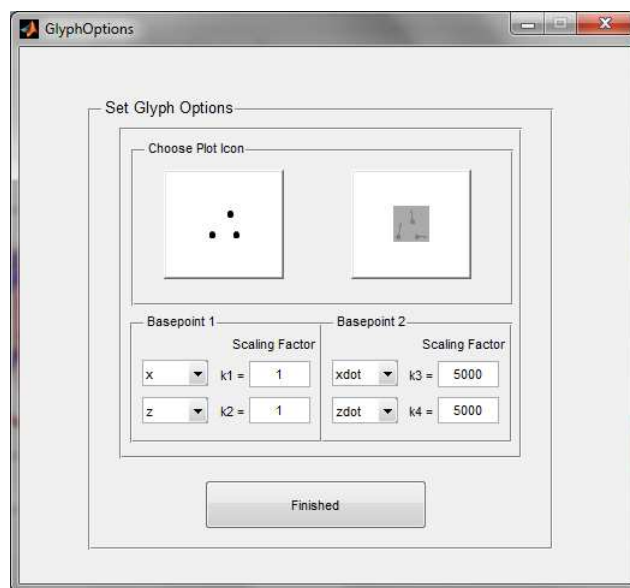 GlyphOptions
Set Glyph Options
Choose Plot Icon
Basepoint 1
Scaling Factor
x k1 = 1
z k2 = 1
Basepoint 2
Scaling Factor
xdot k3 = 5000
zdot k4 = 5000
Finished